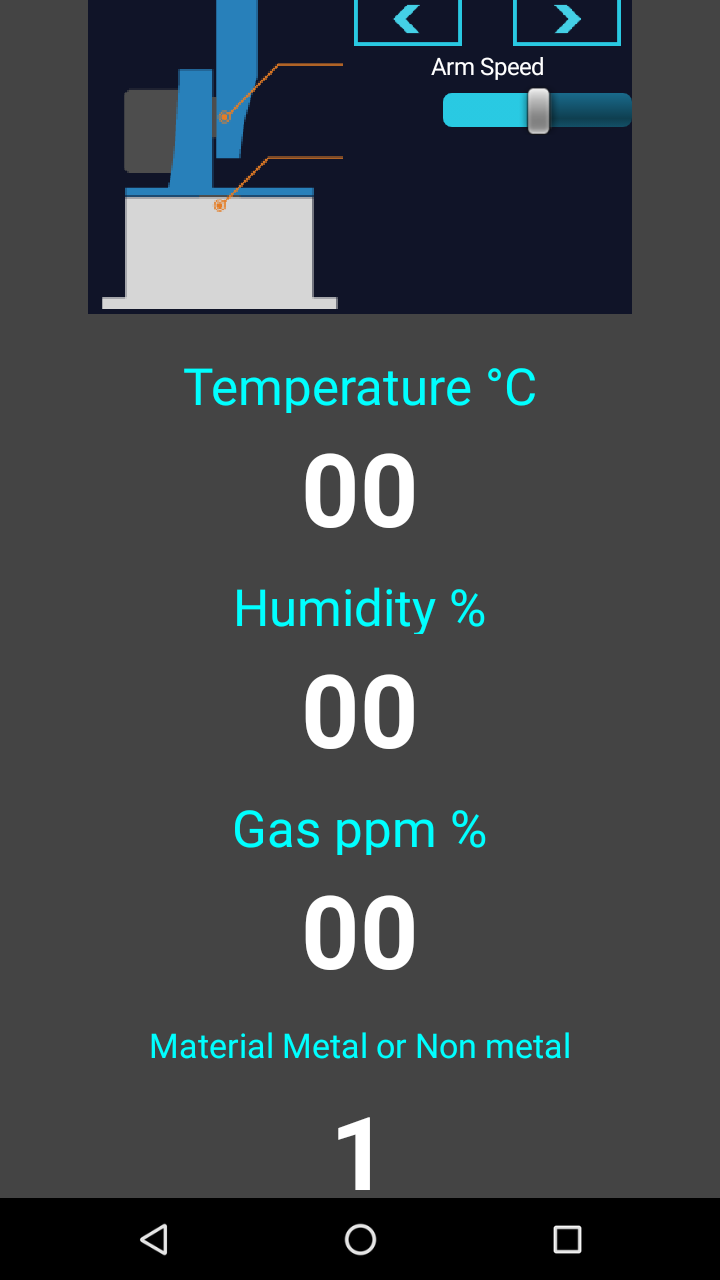 Arm Speed
Temperature °C
00
Humidity %
00
Gas ppm %
00
Material Metal or Non metal
1